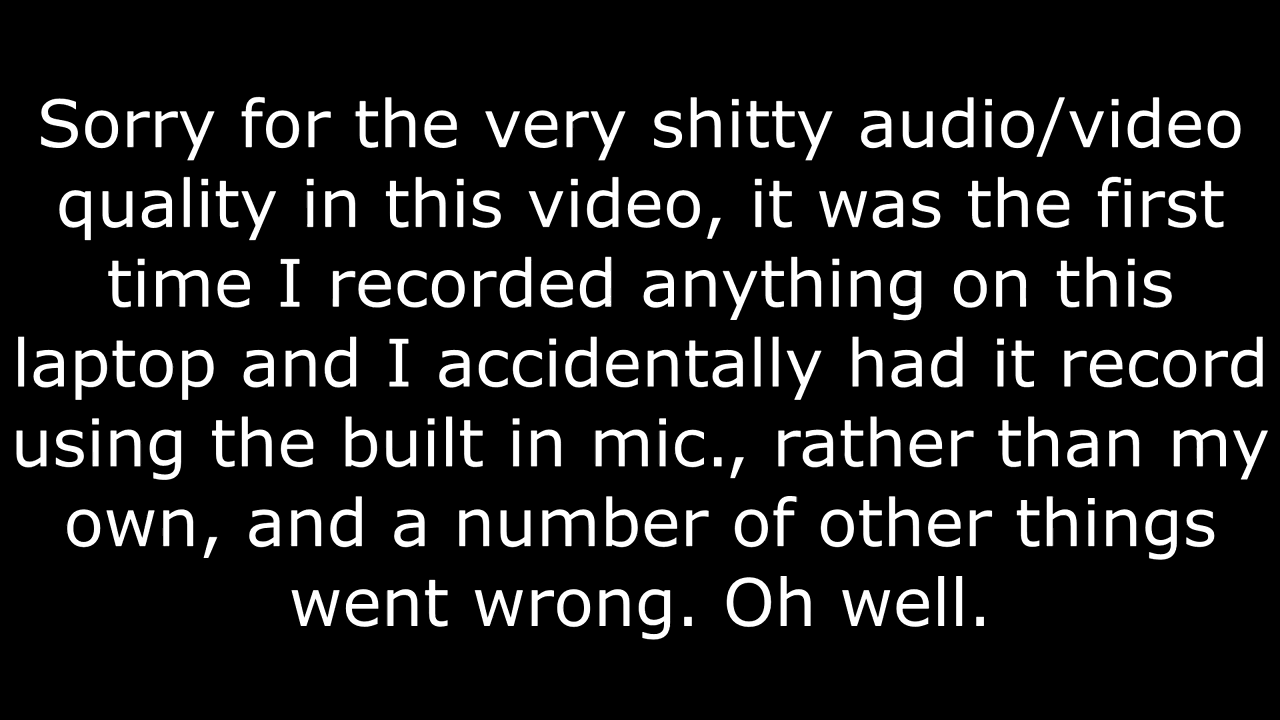 Sorry for the very shitty audio/video
quality in this video, it was the first
time I recorded anything on this
laptop and I accidentally had it record
using the built in mic., rather than my
own, and a number of other things
went wrong. Oh well.